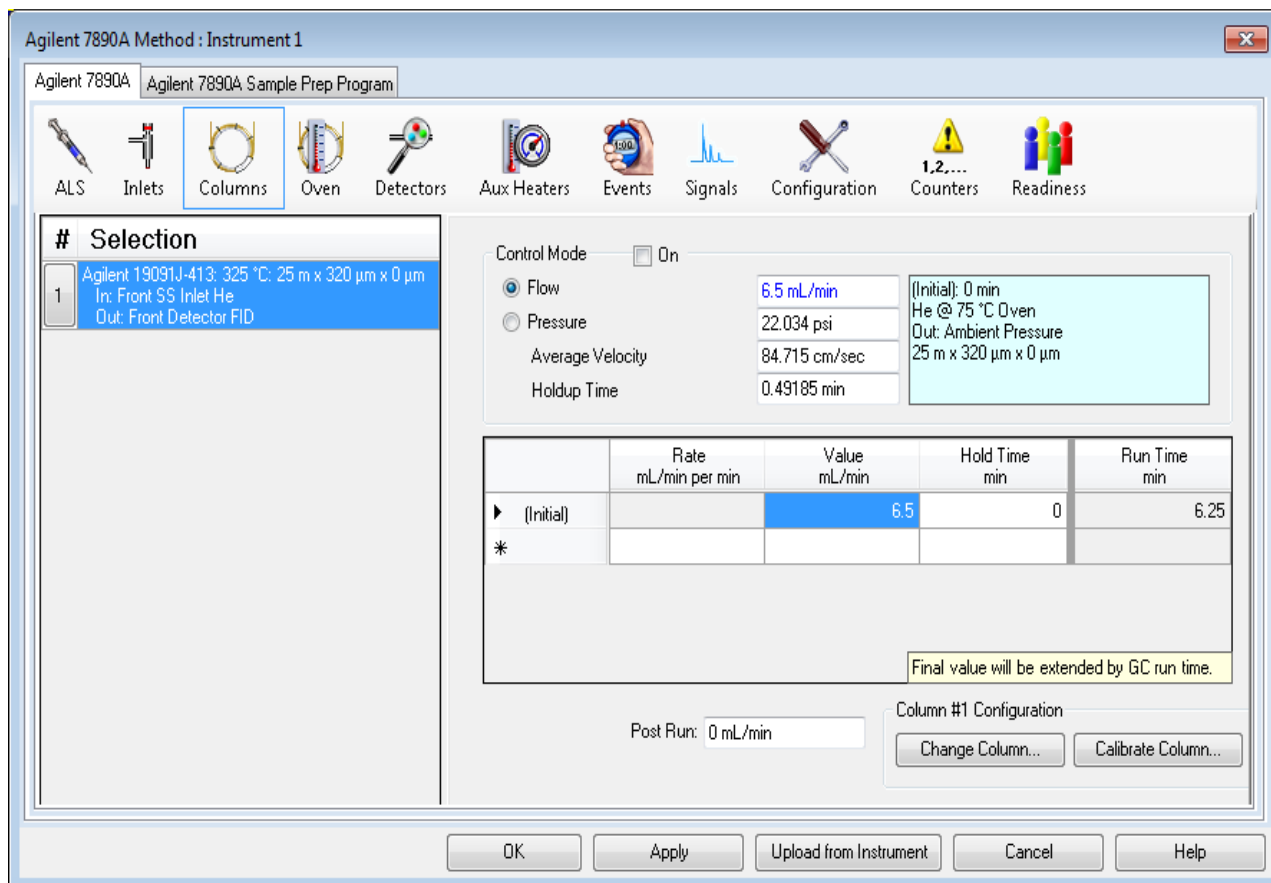 Agilent 7890A Method : Instrument 1
Agilent 7890A
Agilent 7890A Sample Prep Program
ALS
Inlets
Columns
Oven
Detectors
Aux Heaters
Events
Signals
Configuration
1,2,...
Counters
Readiness
# Selection
1
Agilent 19091J-413: 325 °C: 25 m x 320 µm x 0 µm
In: Front SS Inlet He
Out: Front Detector FID
Control Mode
On
Flow
6.5 mL/min
Pressure
22.034 psi
Average Velocity
84.715 cm/sec
Holdup Time
0.49185 min
(Initial): 0 min
He @ 75 °C Oven
Out: Ambient Pressure
25 m x 320 µm x 0 µm
Rate
mL/min per min
Value
mL/min
Hold Time
min
Run Time
min
(Initial) 6.5 0 6.25
Final value will be extended by GC run time.
Post Run: 0 mL/min
Column #1 Configuration
Change Column...
Calibrate Column...
OK
Apply
Upload from Instrument
Cancel
Help